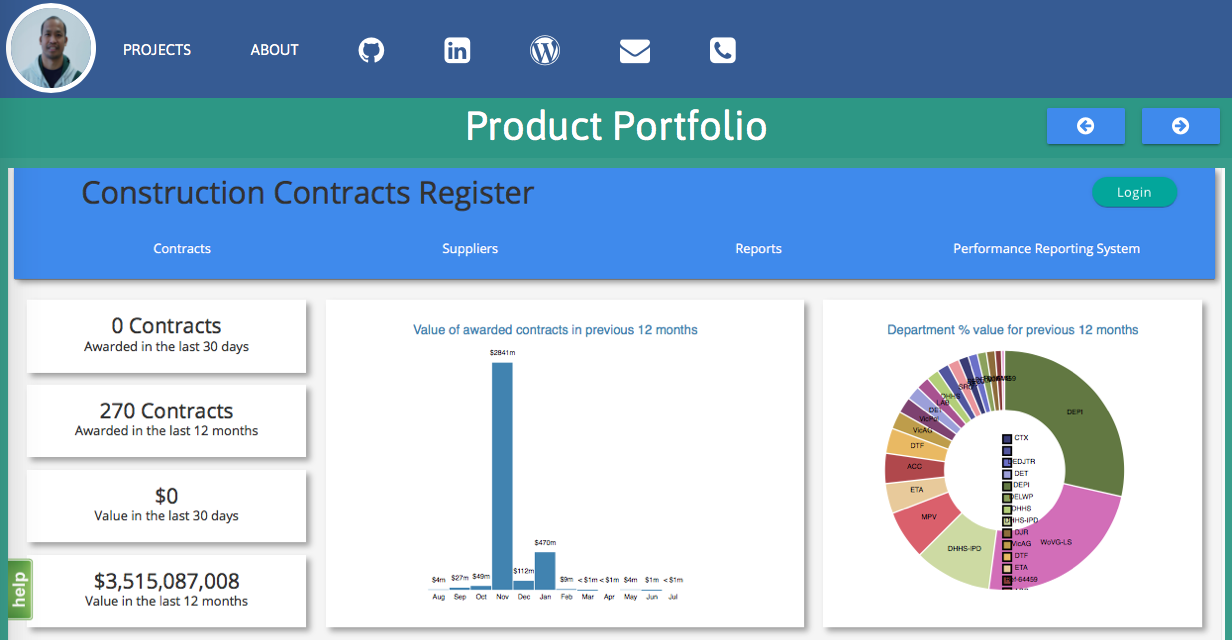 PROJECTS
ABOUT
Product Portfolio
Construction Contracts Register
Login
Contracts
Suppliers
Reports
Performance Reporting System
0 Contracts
Awarded in the last 30 days
270 Contracts
Awarded in the last 12 months
$0
Value in the last 30 days
$3,515,087,008
Value in the last 12 months
help
Value of awarded contracts in previous 12 months
$2841m
$470m
$112m
$4m $27m $49m
$9m < $1m < $1m $4m $1m < $1m
Aug Sep Oct Nov Dec Jan Feb Mar Apr May Jun Jul
Department % value for previous 12 months
DEPI
WoVG-LS
DHHS-IPD
MPV
ETA
ACC
DTF
VicAG
VicPol
DET
LAB
DHHS
CTX
DEDJTR
DET
DEPI
DELWP
DHHS
DHHS-IPD
DJR
VicAG
DTF
ETA